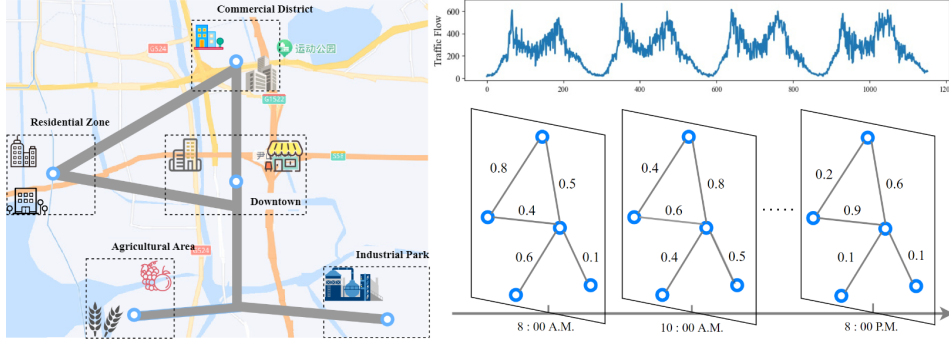 Commercial District
G524
运动公园
G1522
Residential Zone
尹
Downtown
Agricultural Area
G524
Industrial Park
Traffic Flow
600
400
200
0
0 200 400 600 800 1000 120
0.8
0.5
0.4
0.6
0.1
0.4
0.8
0.6
0.4
0.5
······
0.2
0.6
0.9
0.1
0.1
8 : 00 A.M.
10 : 00 A.M.
8 : 00 P.M.